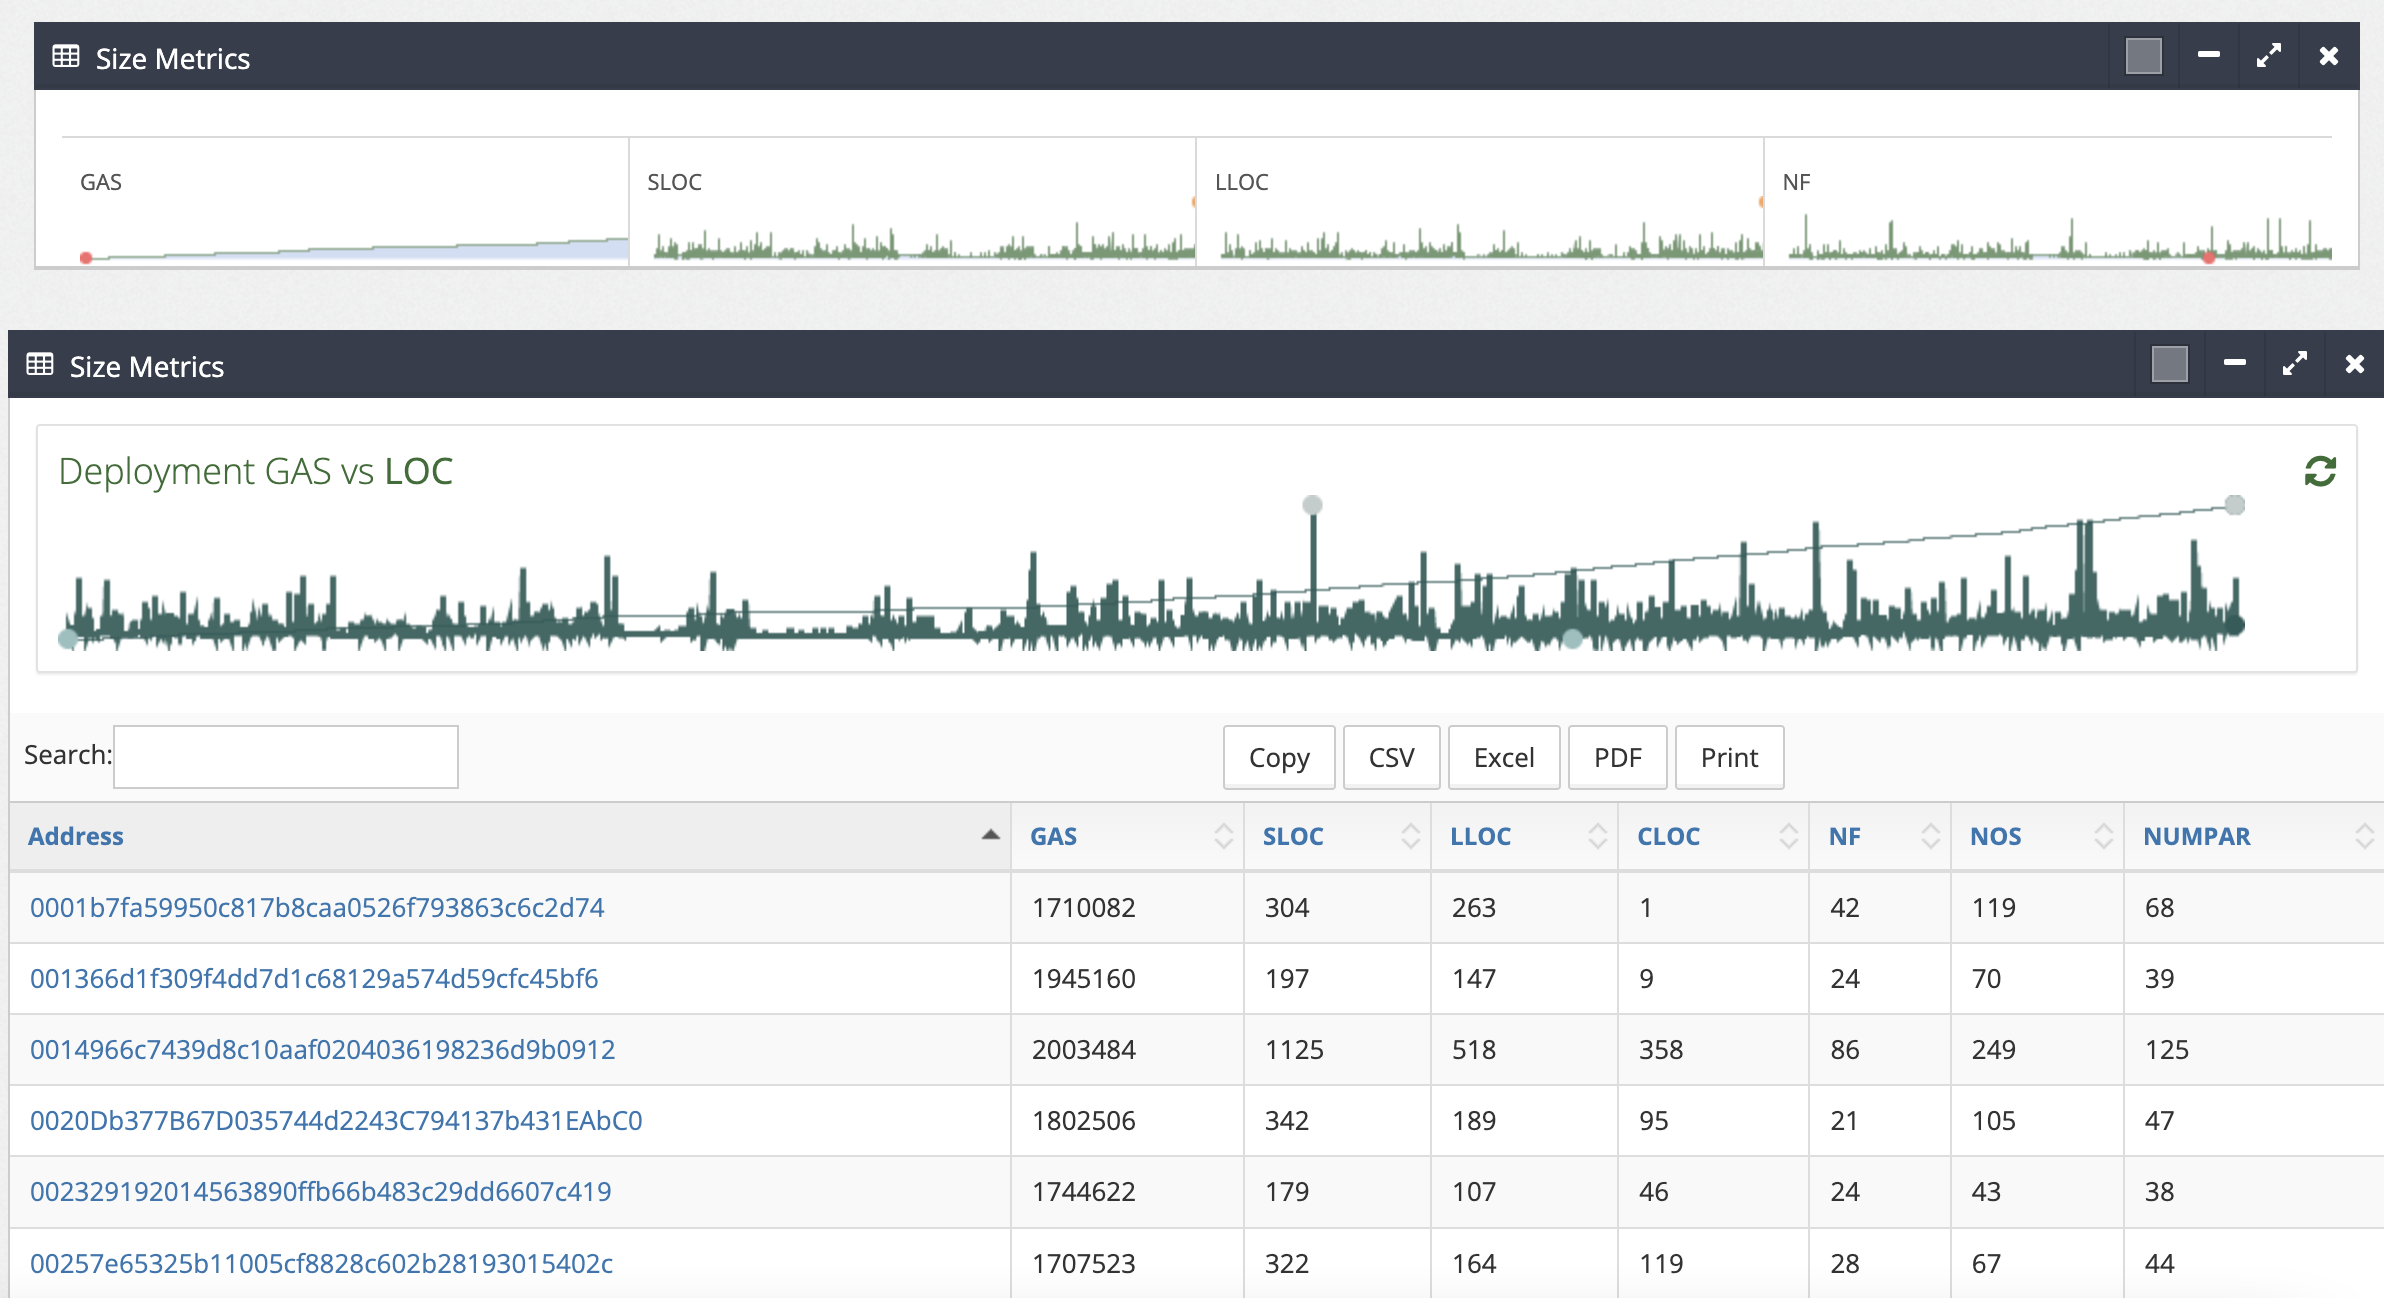 Size Metrics
GAS SLOC LLOC NF
Size Metrics
Deployment GAS vs LOC
Search: Copy CSV Excel PDF Print
Address GAS SLOC LLOC CLOC NF NOS NUMPAR
0001b7fa59950c817b8caa0526f793863c6c2d74 1710082 304 263 1 42 119 68
001366d1f309f4dd7d1c68129a574d59cfc45bf6 1945160 197 147 9 24 70 39
0014966c7439d8c10aaf0204036198236d9b0912 2003484 1125 518 358 86 249 125
0020Db377B67D035744d2243C794137b431EAbC0 1802506 342 189 95 21 105 47
002329192014563890ffb66b483c29dd6607c419 1744622 179 107 46 24 43 38
00257e65325b11005cf8828c602b28193015402c 1707523 322 164 119 28 67 44